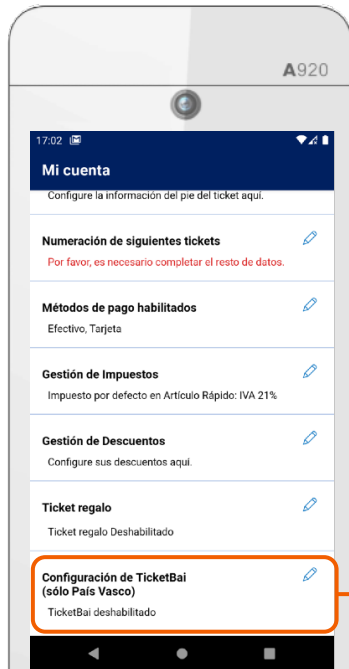 A920
17:02
Mi cuenta
Configure la información del pie del ticket aquí.
Numeración de siguientes tickets
Por favor, es necesario completar el resto de datos.
Métodos de pago habilitados
Efectivo, Tarjeta
Gestión de Impuestos
Impuesto por defecto en Artículo Rápido: IVA 21%
Gestión de Descuentos
Configure sus descuentos aquí.
Ticket regalo
Ticket regalo Deshabilitado
Configuración de TicketBai
(sólo País Vasco)
TicketBai deshabilitado